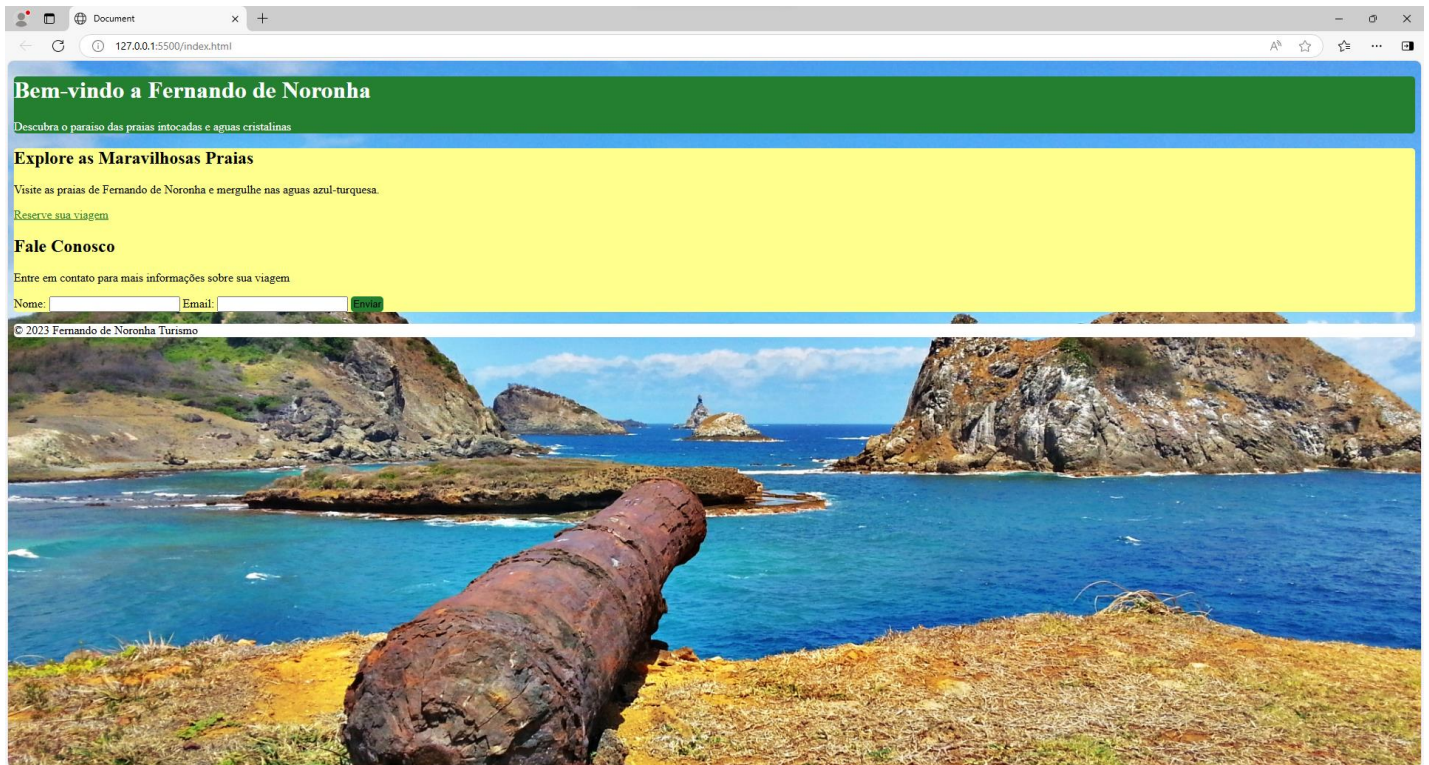 Document
127.0.0.1:5500/index.html
Bem-vindo a Fernando de Noronha
Descubra o paraiso das praias intocadas e aguas cristalinas
Explore as Maravilhosas Praias
Visite as praias de Fernando de Noronha e mergulhe nas aguas azul-turquesa.
Reserve sua viagem
Fale Conosco
Entre em contato para mais informações sobre sua viagem
Nome: Email: Enviar
© 2023 Fernando de Noronha Turismo